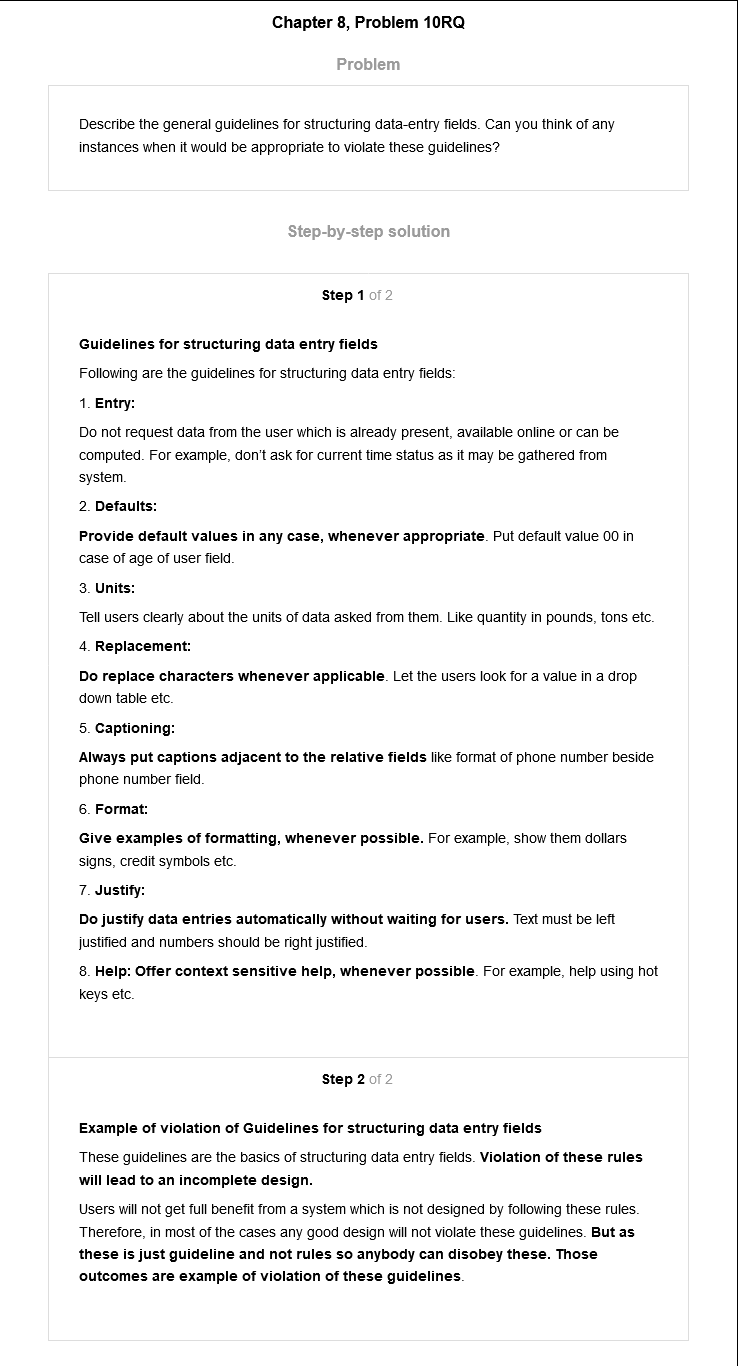 Chapter 8, Problem 10RQ
Problem
Describe the general guidelines for structuring data-entry fields. Can you think of any
instances when it would be appropriate to violate these guidelines?
Step-by-step solution
Step 1 of 2
Guidelines for structuring data entry fields
Following are the guidelines for structuring data entry fields:
1. Entry:
Do not request data from the user which is already present, available online or can be
computed. For example, don’t ask for current time status as it may be gathered from
system.
2. Defaults:
Provide default values in any case, whenever appropriate. Put default value 00 in
case of age of user field.
3. Units:
Tell users clearly about the units of data asked from them. Like quantity in pounds, tons etc.
4. Replacement:
Do replace characters whenever applicable. Let the users look for a value in a drop
down table etc.
5. Captioning:
Always put captions adjacent to the relative fields like format of phone number beside
phone number field.
6. Format:
Give examples of formatting, whenever possible. For example, show them dollars
signs, credit symbols etc.
7. Justify:
Do justify data entries automatically without waiting for users. Text must be left
justified and numbers should be right justified.
8. Help: Offer context sensitive help, whenever possible. For example, help using hot
keys etc.
Step 2 of 2
Example of violation of Guidelines for structuring data entry fields
These guidelines are the basics of structuring data entry fields. Violation of these rules
will lead to an incomplete design.
Users will not get full benefit from a system which is not designed by following these rules.
Therefore, in most of the cases any good design will not violate these guidelines. But as
these is just guideline and not rules so anybody can disobey these. Those
outcomes are example of violation of these guidelines.